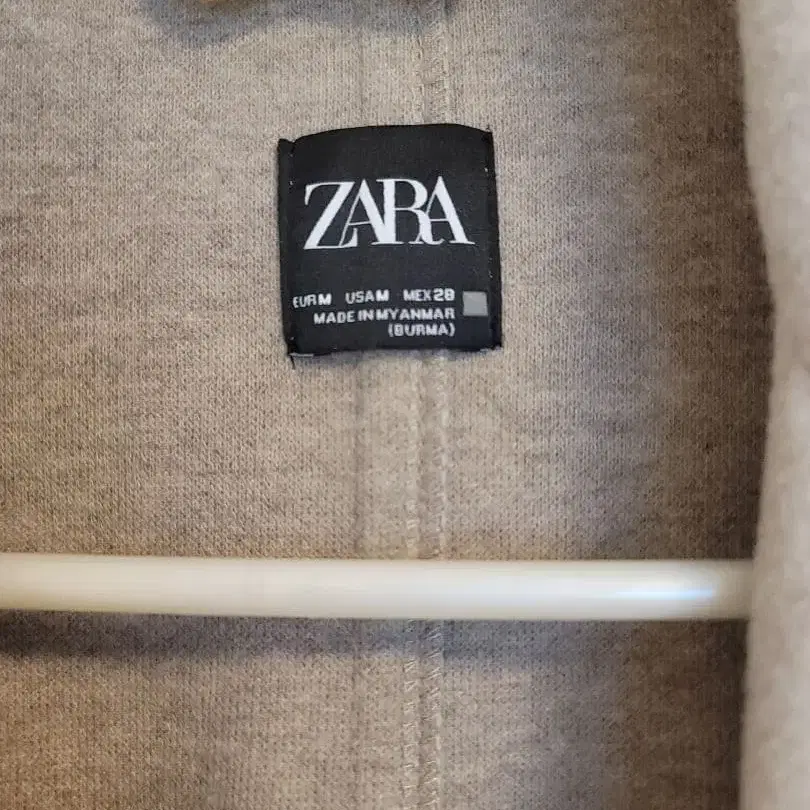 ZARA
EUR M USA M MEX 28
MADE IN MYANMAR
(BURMA)